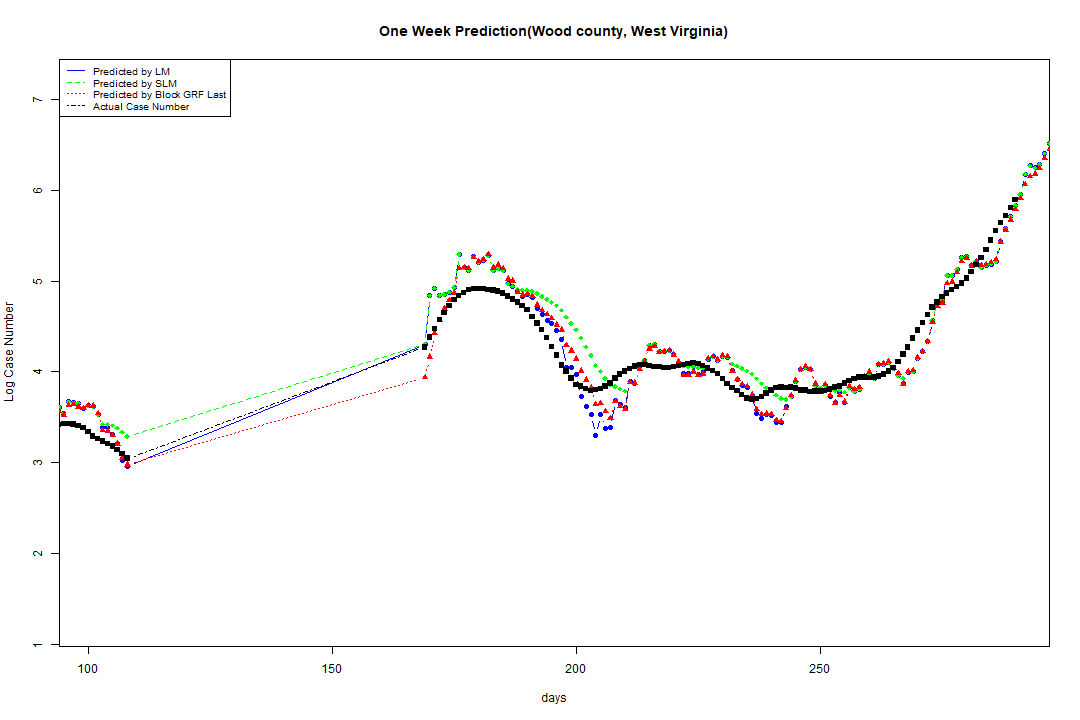 One Week Prediction(Wood county, West Virginia)
Predicted by LM
Predicted by SLM
Predicted by Block GRF Last
Actual Case Number
7
6
5
4
3
2
1
Log Case Number
100 150 200 250
days